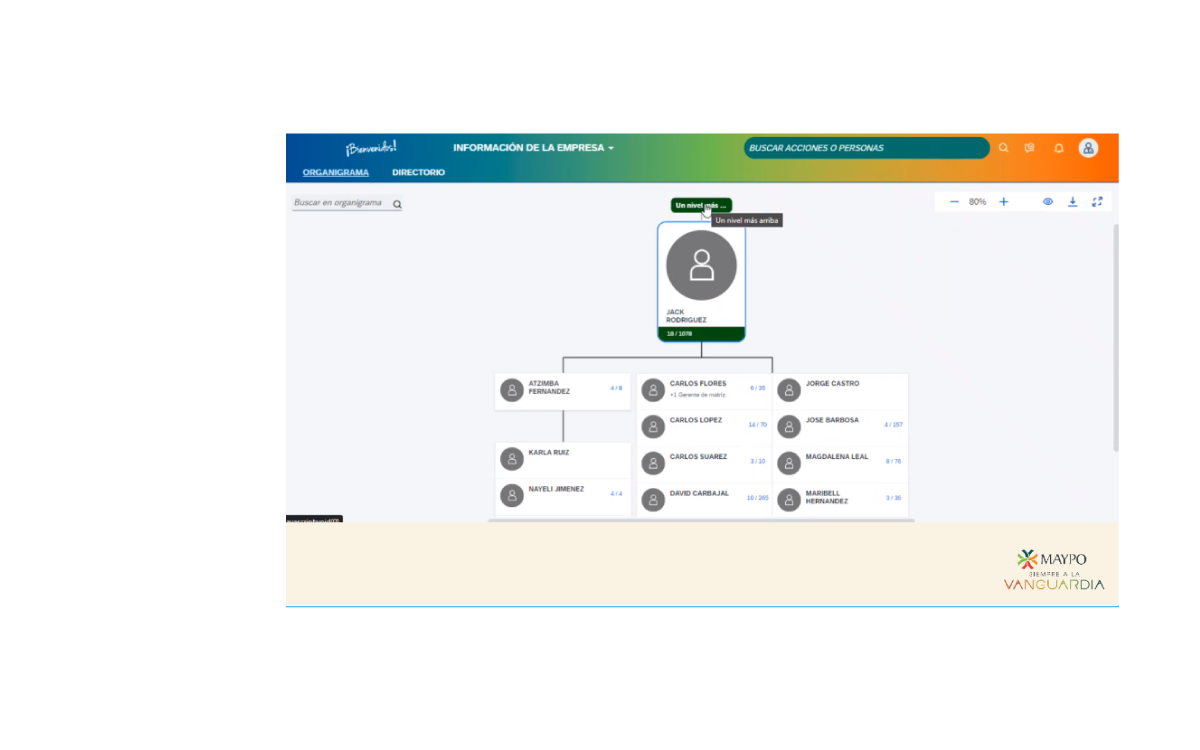 ¡Bienvenid@s!
INFORMACIÓN DE LA EMPRESA
BUSCAR ACCIONES O PERSONAS
ORGANIGRAMA
DIRECTORIO
Buscar en organigrama
Un nivel más ...
80%
Un nivel más arriba
JACK
RODRIGUEZ
18 / 1078
ATZIMBA
FERNANDEZ
4 / 8
KARLA RUIZ
NAYELI JIMENEZ
4 / 4
CARLOS FLORES
6 / 25
+1 Gerente de matriz
CARLOS LOPEZ
14 / 70
CARLOS SUAREZ
3 / 10
DAVID CARBAJAL
10 / 265
JORGE CASTRO
JOSE BARBOSA
4 / 157
MAGDALENA LEAL
8 / 78
MARIBELL
HERNANDEZ
3 / 35
MAYPO
SIEMPRE A LA
VANGUARDIA